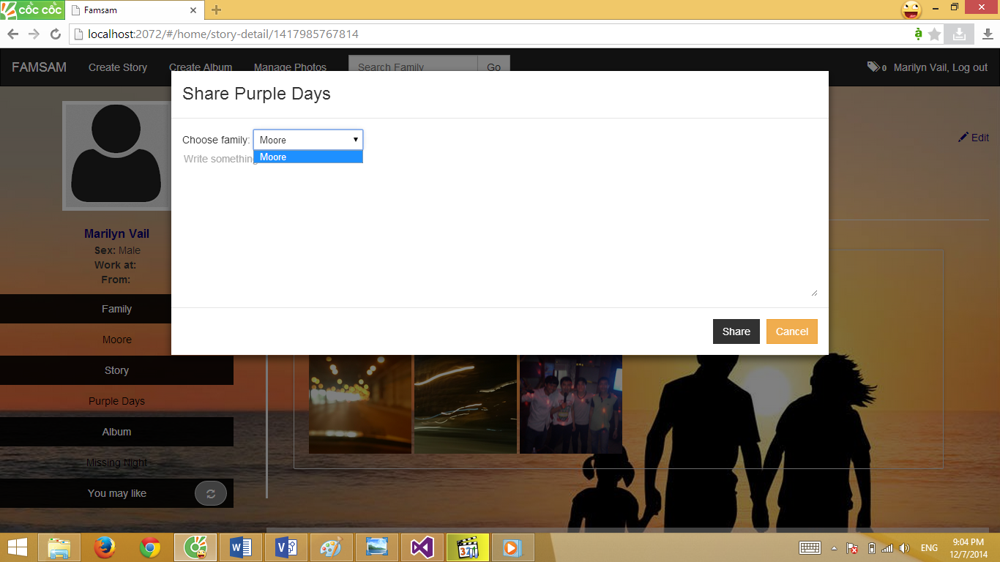 cốc cốc
Famsam
localhost:2072/#/home/story-detail/1417985767814
FAMSAM
Create Story
Create Album
Manage Photos
Search Family
Go
0
Marilyn Vail, Log out
Share Purple Days
Choose family: Moore
Moore
Write something
Share
Cancel
Edit
Marilyn Vail
Sex: Male
Work at:
From:
Family
Moore
Story
Purple Days
Album
Missing Night
You may like
ENG
9:04 PM
12/7/2014